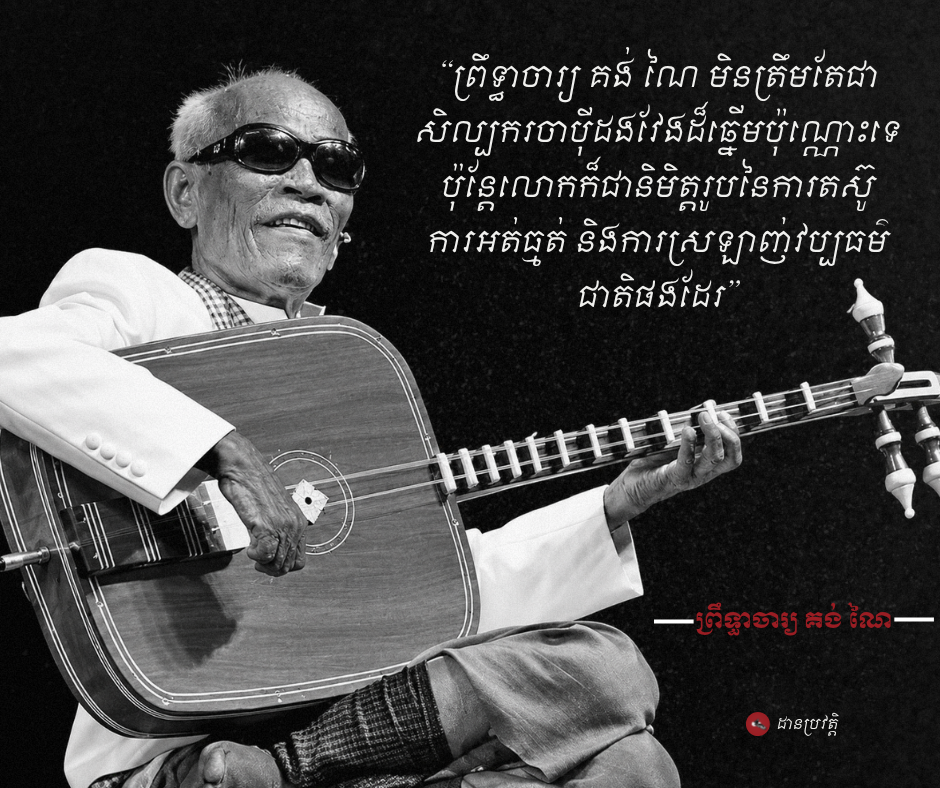 “ព្រឹទ្ធាចារ្យ គង់ ណៃ មិនត្រឹមតែជា
សិល្បករចាប៉ីដងវែងដ៏ឆ្នើមប៉ុណ្ណោះទេ
ប៉ុន្តែលោកក៏ជានិមិត្តរូបនៃការតស៊ូ
ការអត់ធ្មត់ និងការស្រឡាញ់វប្បធម៌
ជាតិផងដែរ”
ព្រឹទ្ធាចារ្យ គង់ ណៃ
ដានប្រវត្តិ